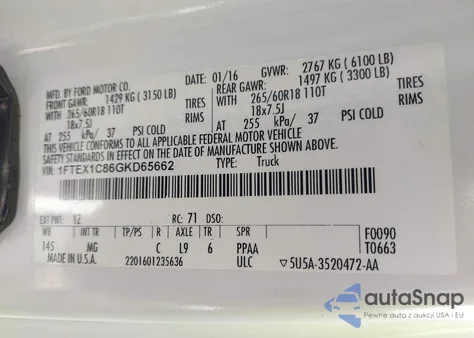 MFD. BY FORD MOTOR CO.
01/16 GVWR: 2767 KG ( 6100 LB)
FRONT GAWR: 1429 KG ( 3150 LB)
REAR GAWR: 1497 KG ( 3300 LB)
WITH 265/60R18 110T TIRES
WITH 265/60R18 110T TIRES
18x7.5J RIMS
18x7.5J RIMS
AT 255 kPa/ 37 PSI COLD
AT 255 kPa/ 37 PSI COLD
THIS VEHICLE CONFORMS TO ALL APPLICABLE FEDERAL MOTOR VEHICLE
SAFETY STANDARDS IN EFFECT ON THE DATE OF MANUFACTURE SHOWN ABOVE.
VIN: 1FTEX1C86GKD65662
TYPE: Truck
EXT PNT: YZ RC: 71 DSO:
WB INT TR TP/PS R AX TR SPR F0090
145 MG C L9 6 PPAA T0663
MADE IN U.S.A. 2201601235636 ULC 5U5A-3520472-AA
autoSnap
Pewne auta z aukcji USA i EU